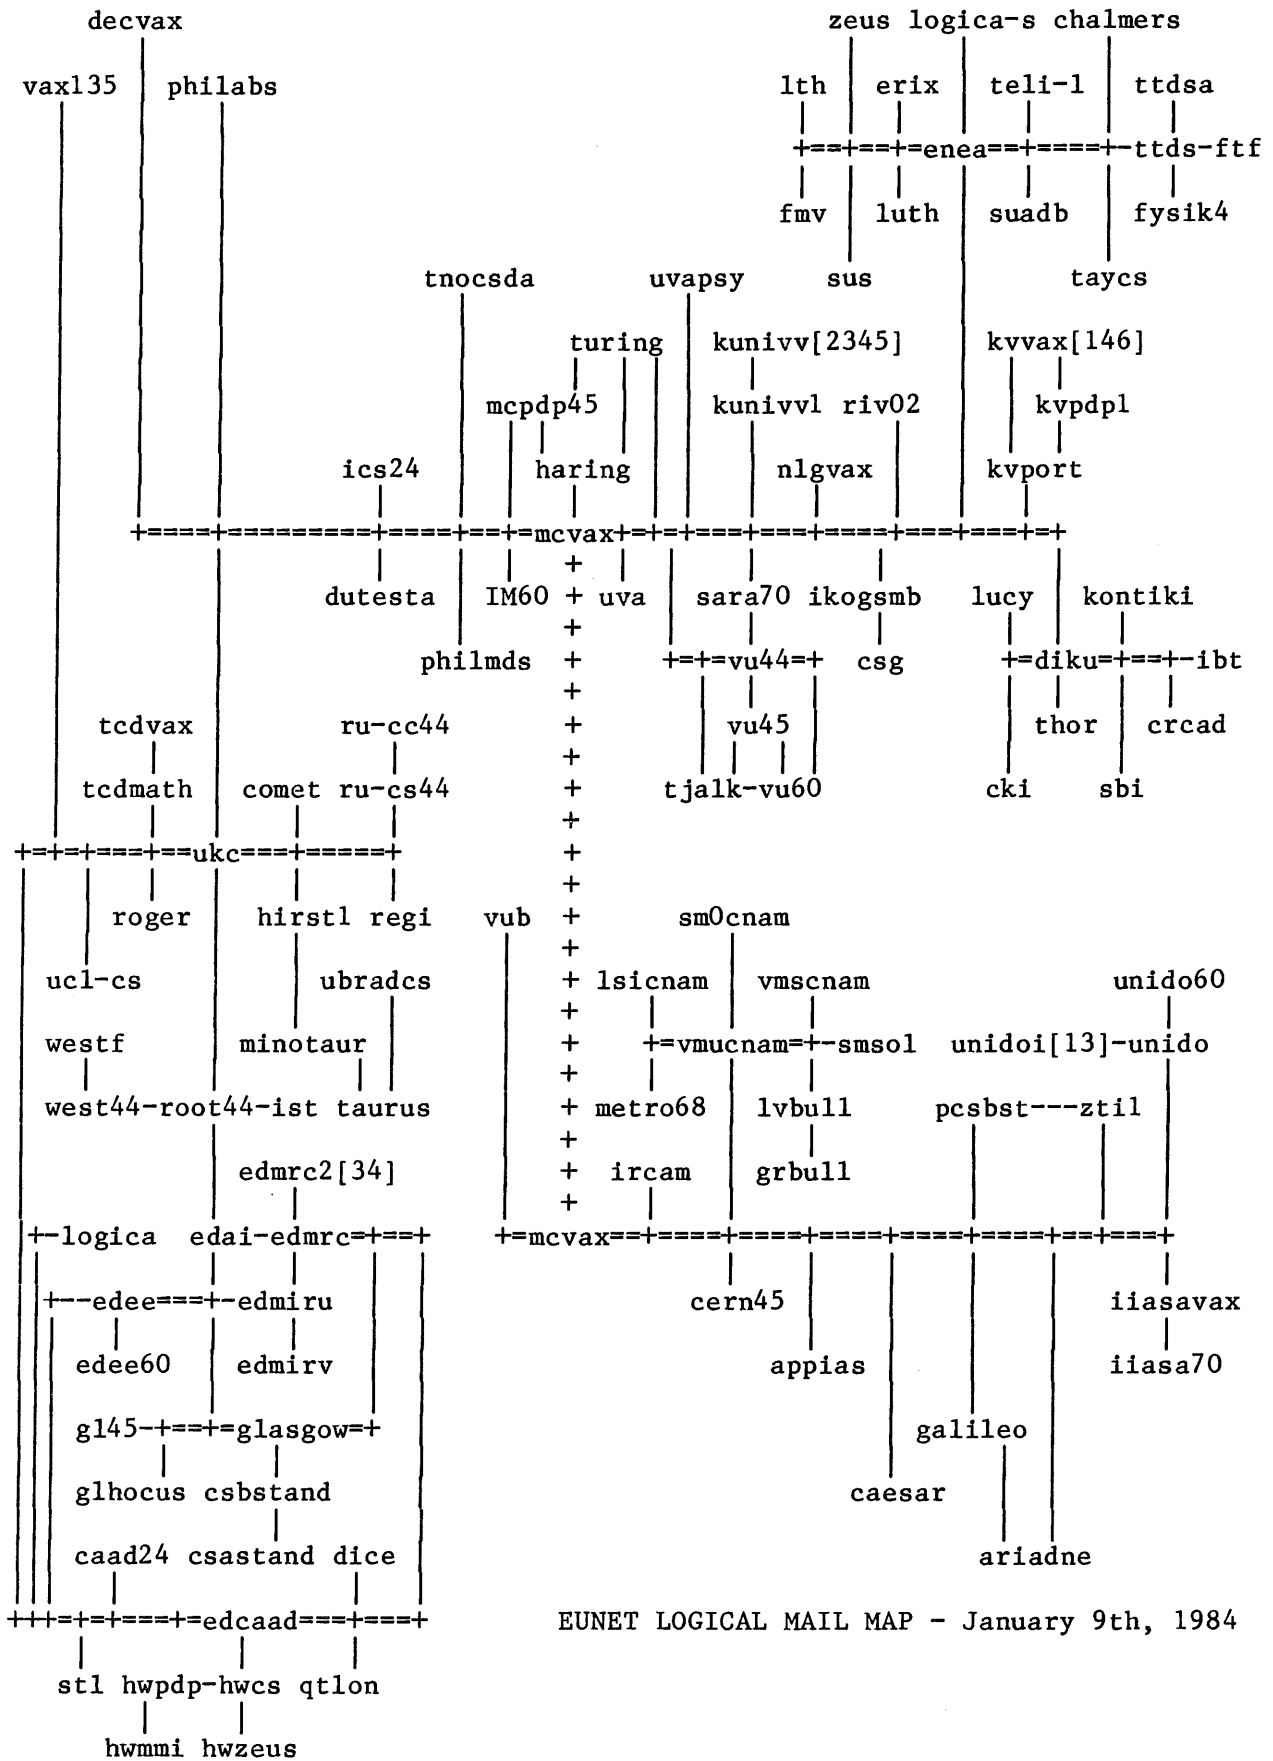 decvax zeus logica-s chalmers
vax135 philabs lth erix teli-1 ttdsa
+==+==+=enea==+====+-ttds-ftf
fmv luth suadb fysik4
tnocsda uvapsy sus taycs
turing kunivv[2345] kvvax[146]
mcpdp45 kunivv1 riv02 kvpdp1
ics24 haring nlgvax kvport
+====+=========+====+==+=mcvax+=+=+===+===+====+===+===+=+
+
dutesta IM60 + uva sara70 ikogsmb lucy kontiki
+
philmds + +=+=vu44=+ csg +=diku=+==+-ibt
+
tcdvax ru-cc44 + vu45 thor crcad
+
tcdmath comet ru-cs44 + tjalk-vu60 cki sbi
+
+=+=+===+==ukc===+=====+ +
+
roger hirst1 regi vub + sm0cnam
+
ucl-cs ubradcs + lsicnam vmscnam unido60
+
westf minotaur + +=vmucnam=+-smsol unidoi[13]-unido
+
west44-root44-ist taurus + metro68 lvbull pcsbst---ztil
+
edmrc2[34] + ircam grbull
+
+-logica edai-edmrc=+==+ +=mcvax==+====+====+====+====+====+==+===+
+--edee===+-edmiru cern45 iiasavax
edee60 edmirv appias iiasa70
gl45-+==+=glasgow=+ galileo
glhocus csbstand caesar
caad24 csastand dice ariadne
+++=+=+===+=edcaad===+===+ EUNET LOGICAL MAIL MAP - January 9th, 1984
stl hwpdp-hwcs qtlon
hwmmi hwzeus